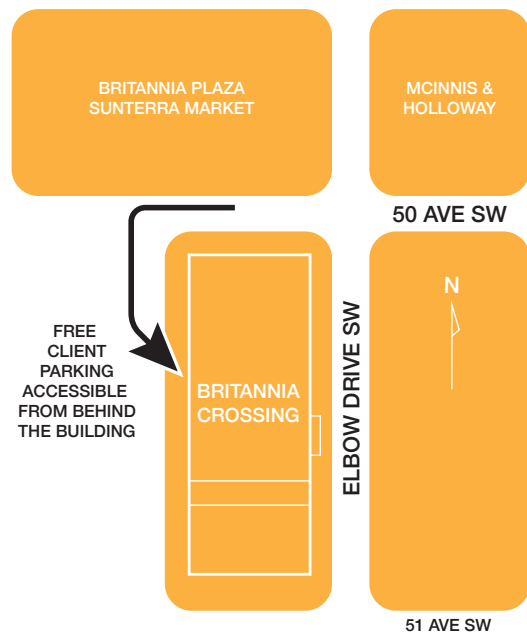 BRITANNIA PLAZA
SUNTERRA MARKET
MCINNIS &
HOLLOWAY
50 AVE SW
N
FREE
CLIENT
PARKING
ACCESSIBLE
FROM BEHIND
THE BUILDING
BRITANNIA
CROSSING
ELBOW DRIVE SW
51 AVE SW